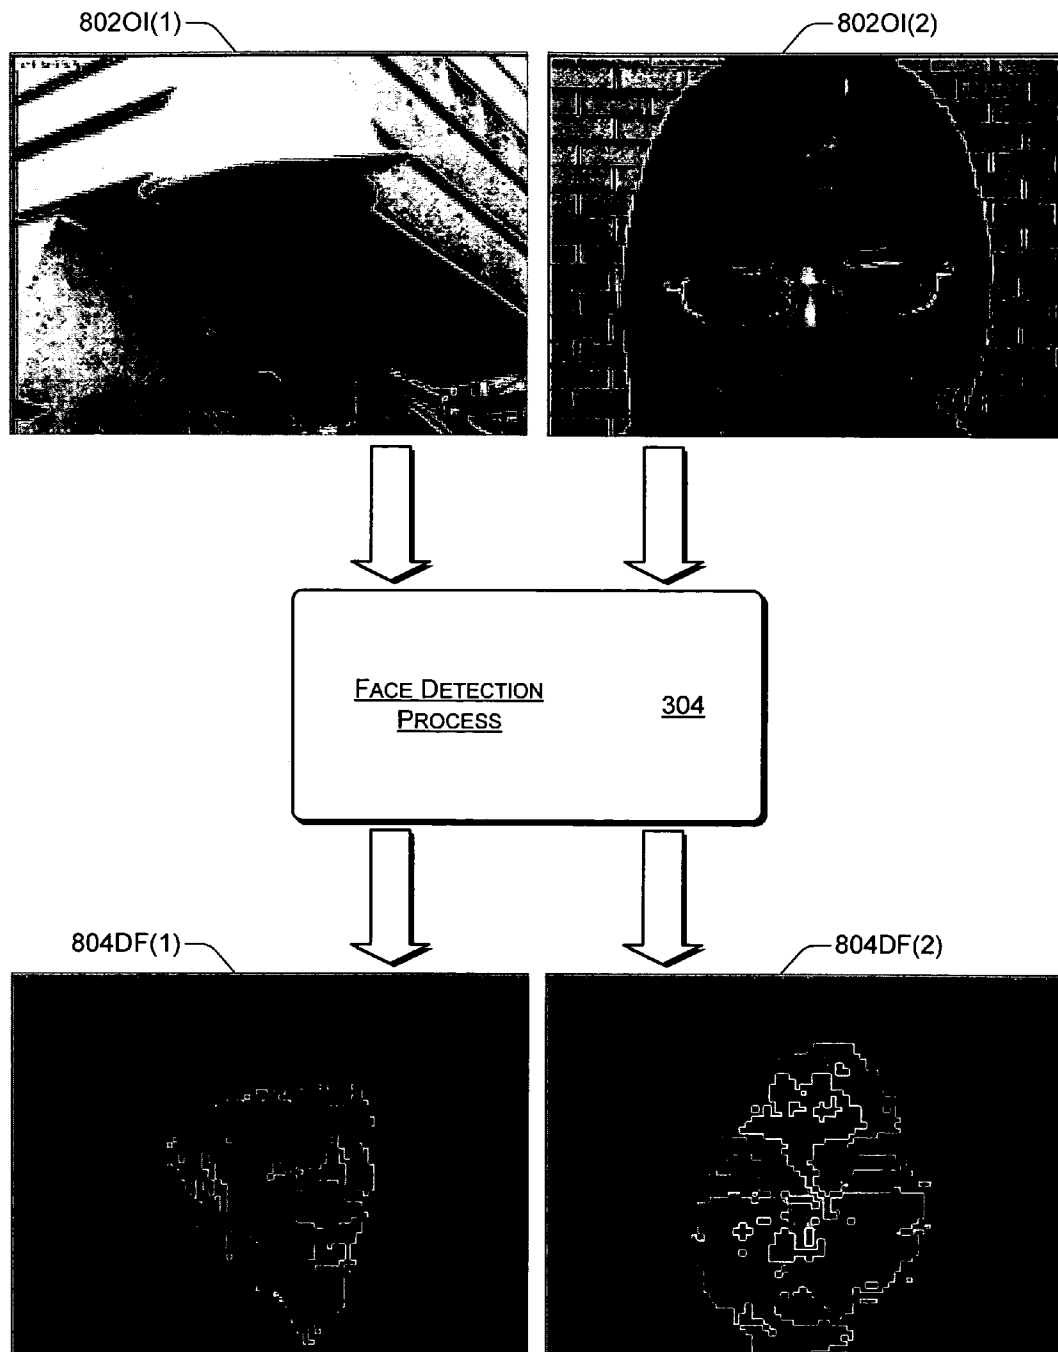 802OI(1)
802OI(2)
FACE DETECTION
PROCESS
304
804DF(1)
804DF(2)